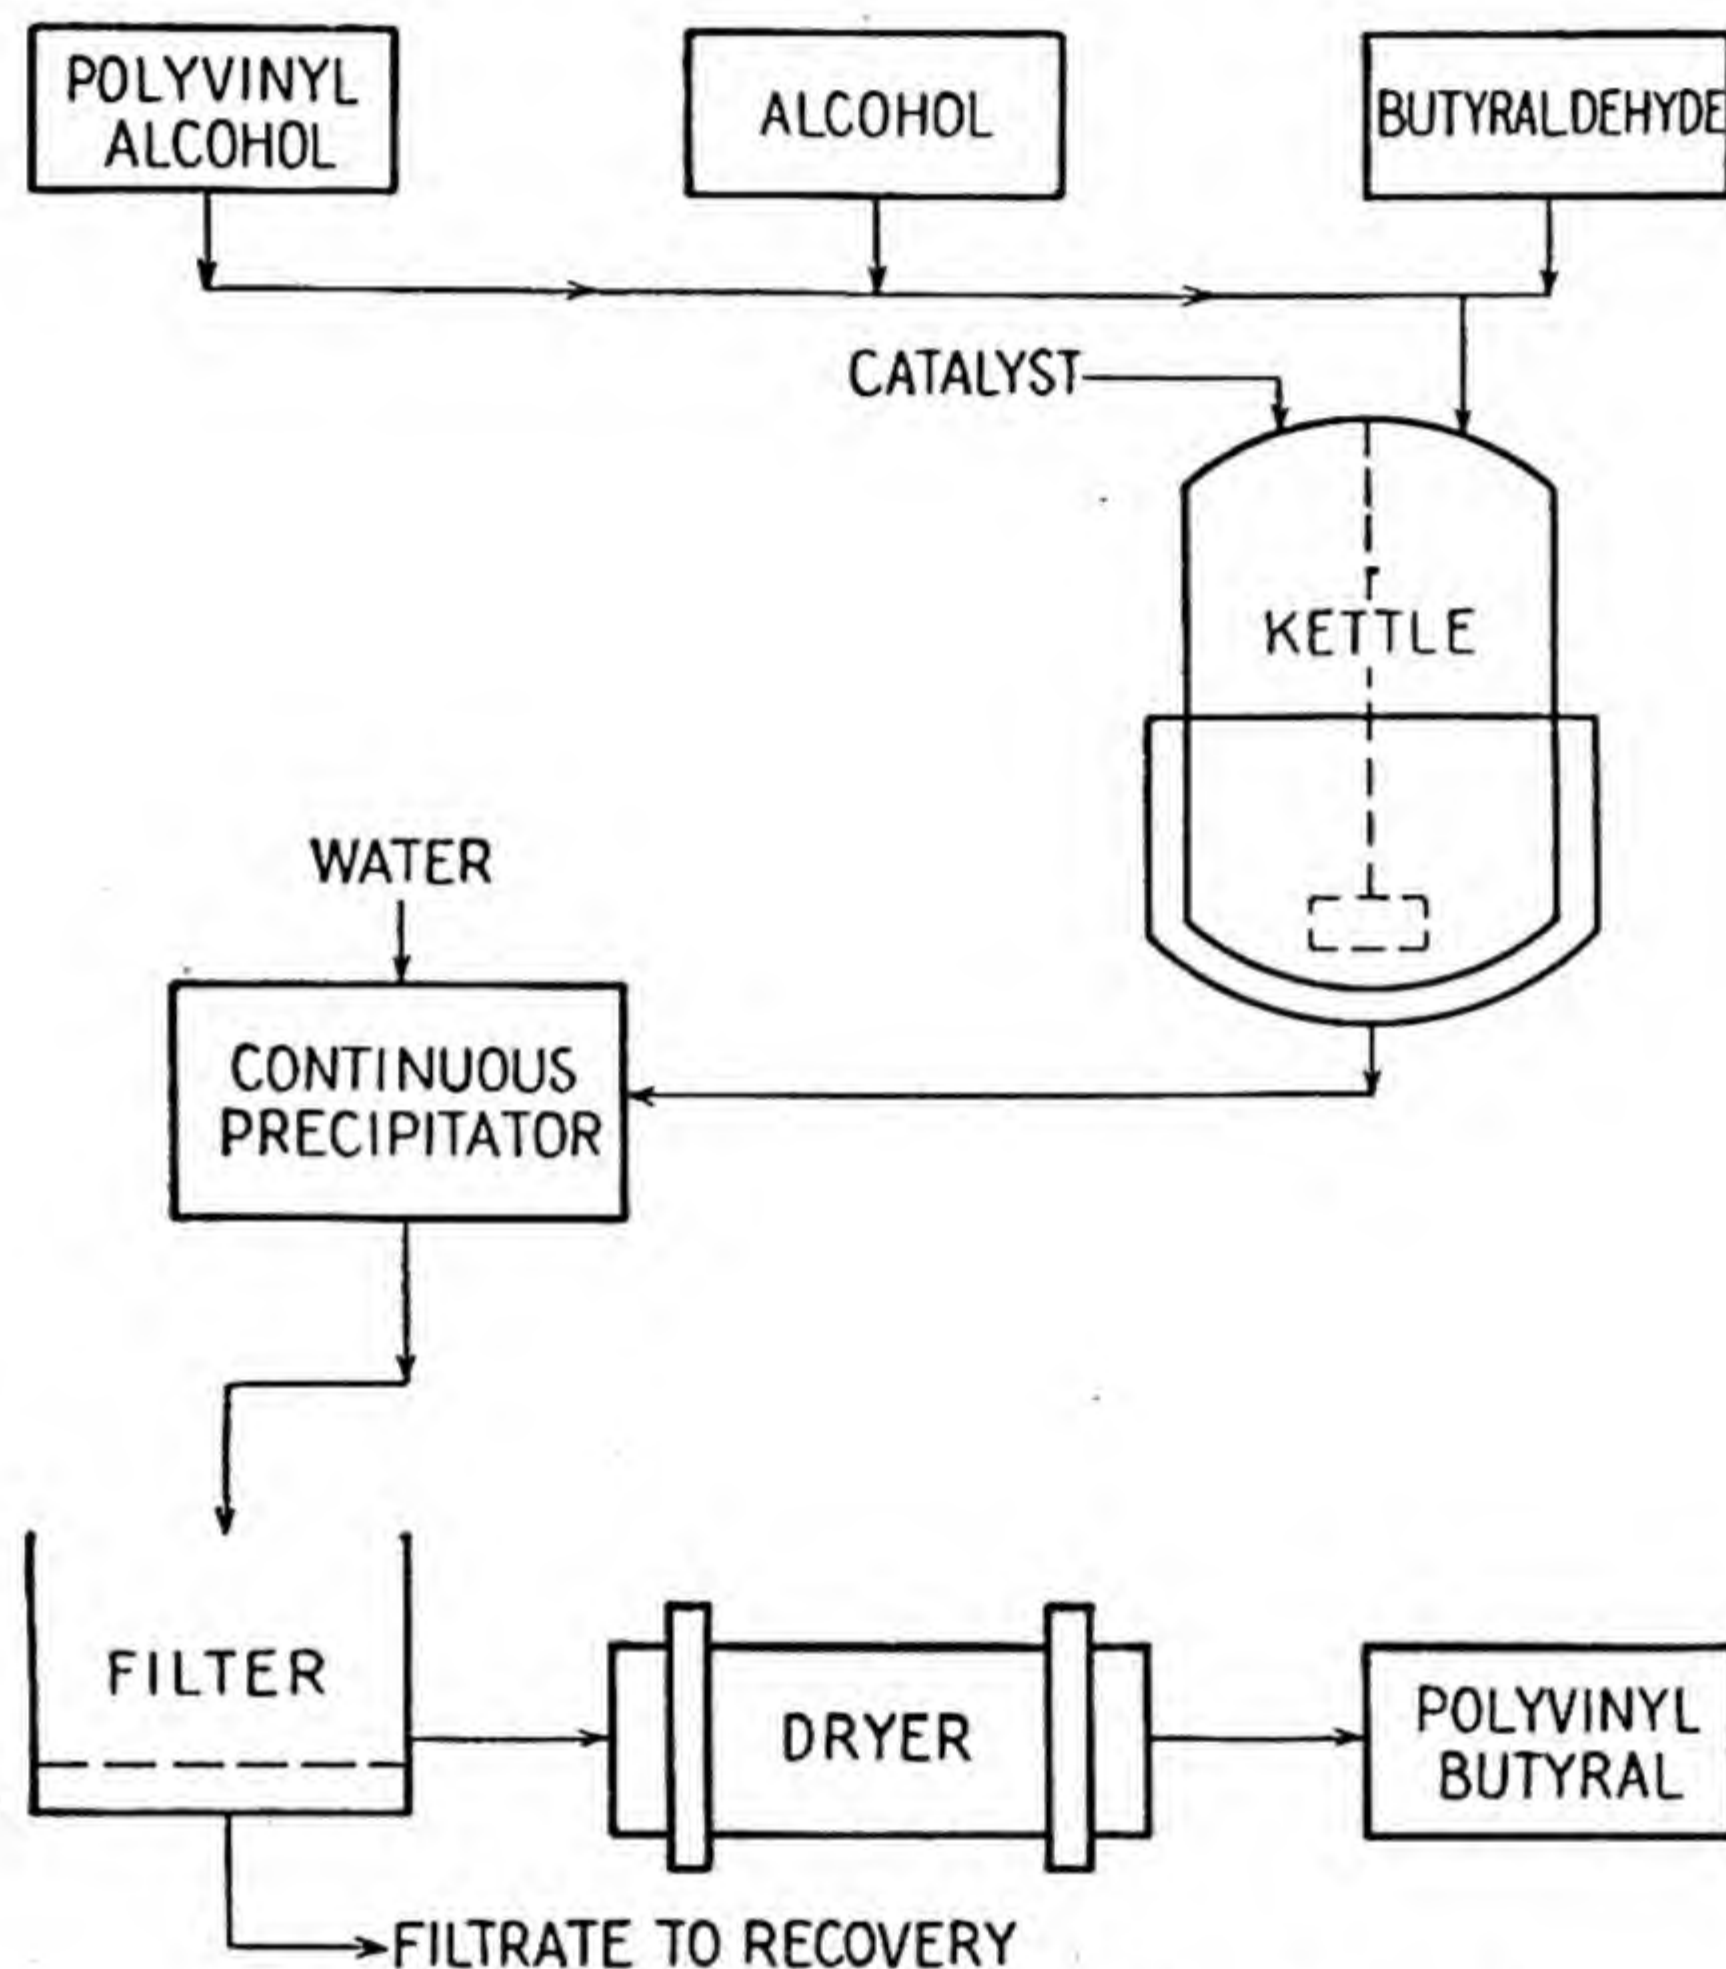 POLYVINYL
ALCOHOL
ALCOHOL
BUTYRALDEHYDE
CATALYST
KETTLE
WATER
CONTINUOUS
PRECIPITATOR
FILTER
DRYER
POLYVINYL
BUTYRAL
FILTRATE TO RECOVERY